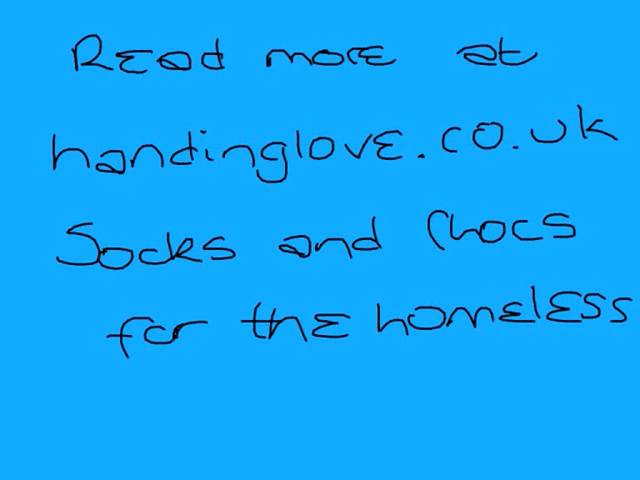 Read more at
handinglove.co.uk
Socks and Chocs
for the homeless